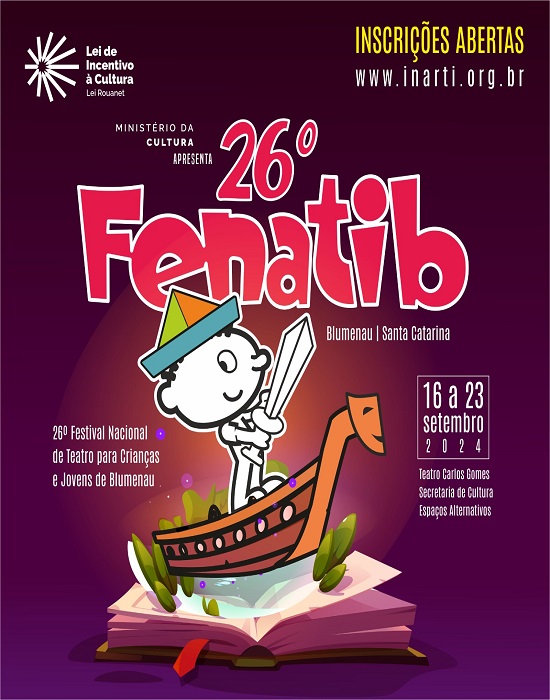 Lei de
Incentivo
à Cultura
Lei Rouanet
INSCRIÇÕES ABERTAS
www.inarti.org.br
MINISTÉRIO DA
CULTURA
APRESENTA
26º
Fenatib
Blumenau | Santa Catarina
16 a 23
setembro
2024
26º Festival Nacional
de Teatro para Crianças
e Jovens de Blumenau
Teatro Carlos Gomes
Secretaria de Cultura
Espaços Alternativos